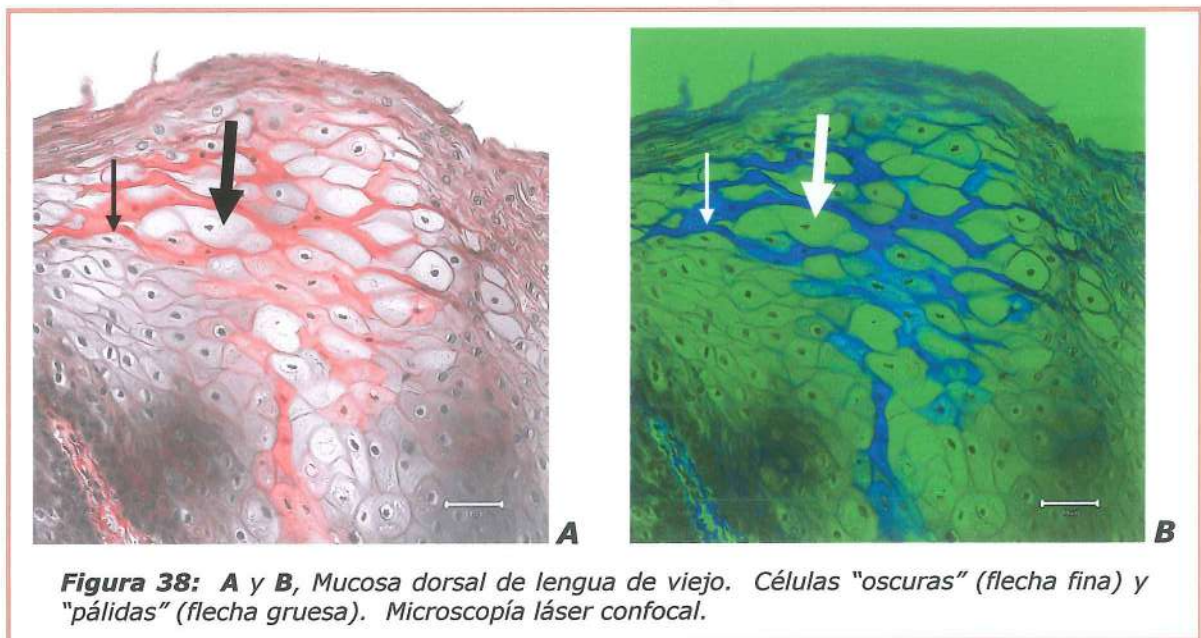 A
B
Figura 38: A y B, Mucosa dorsal de lengua de viejo. Células "oscuras" (flecha fina) y
"pálidas" (flecha gruesa). Microscopía láser confocal.